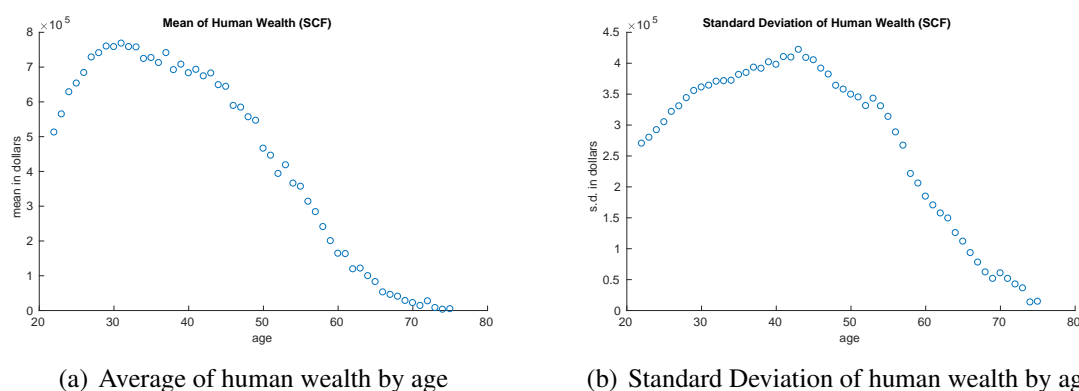 Mean of Human Wealth (SCF)
×10^5
8
7
6
5
4
3
2
1
0
mean in dollars
20 30 40 50 60 70 80
age
(a) Average of human wealth by age
Standard Deviation of Human Wealth (SCF)
×10^5
4.5
4
3.5
3
2.5
2
1.5
1
0.5
0
s.d. in dollars
20 30 40 50 60 70 80
age
(b) Standard Deviation of human wealth by ag